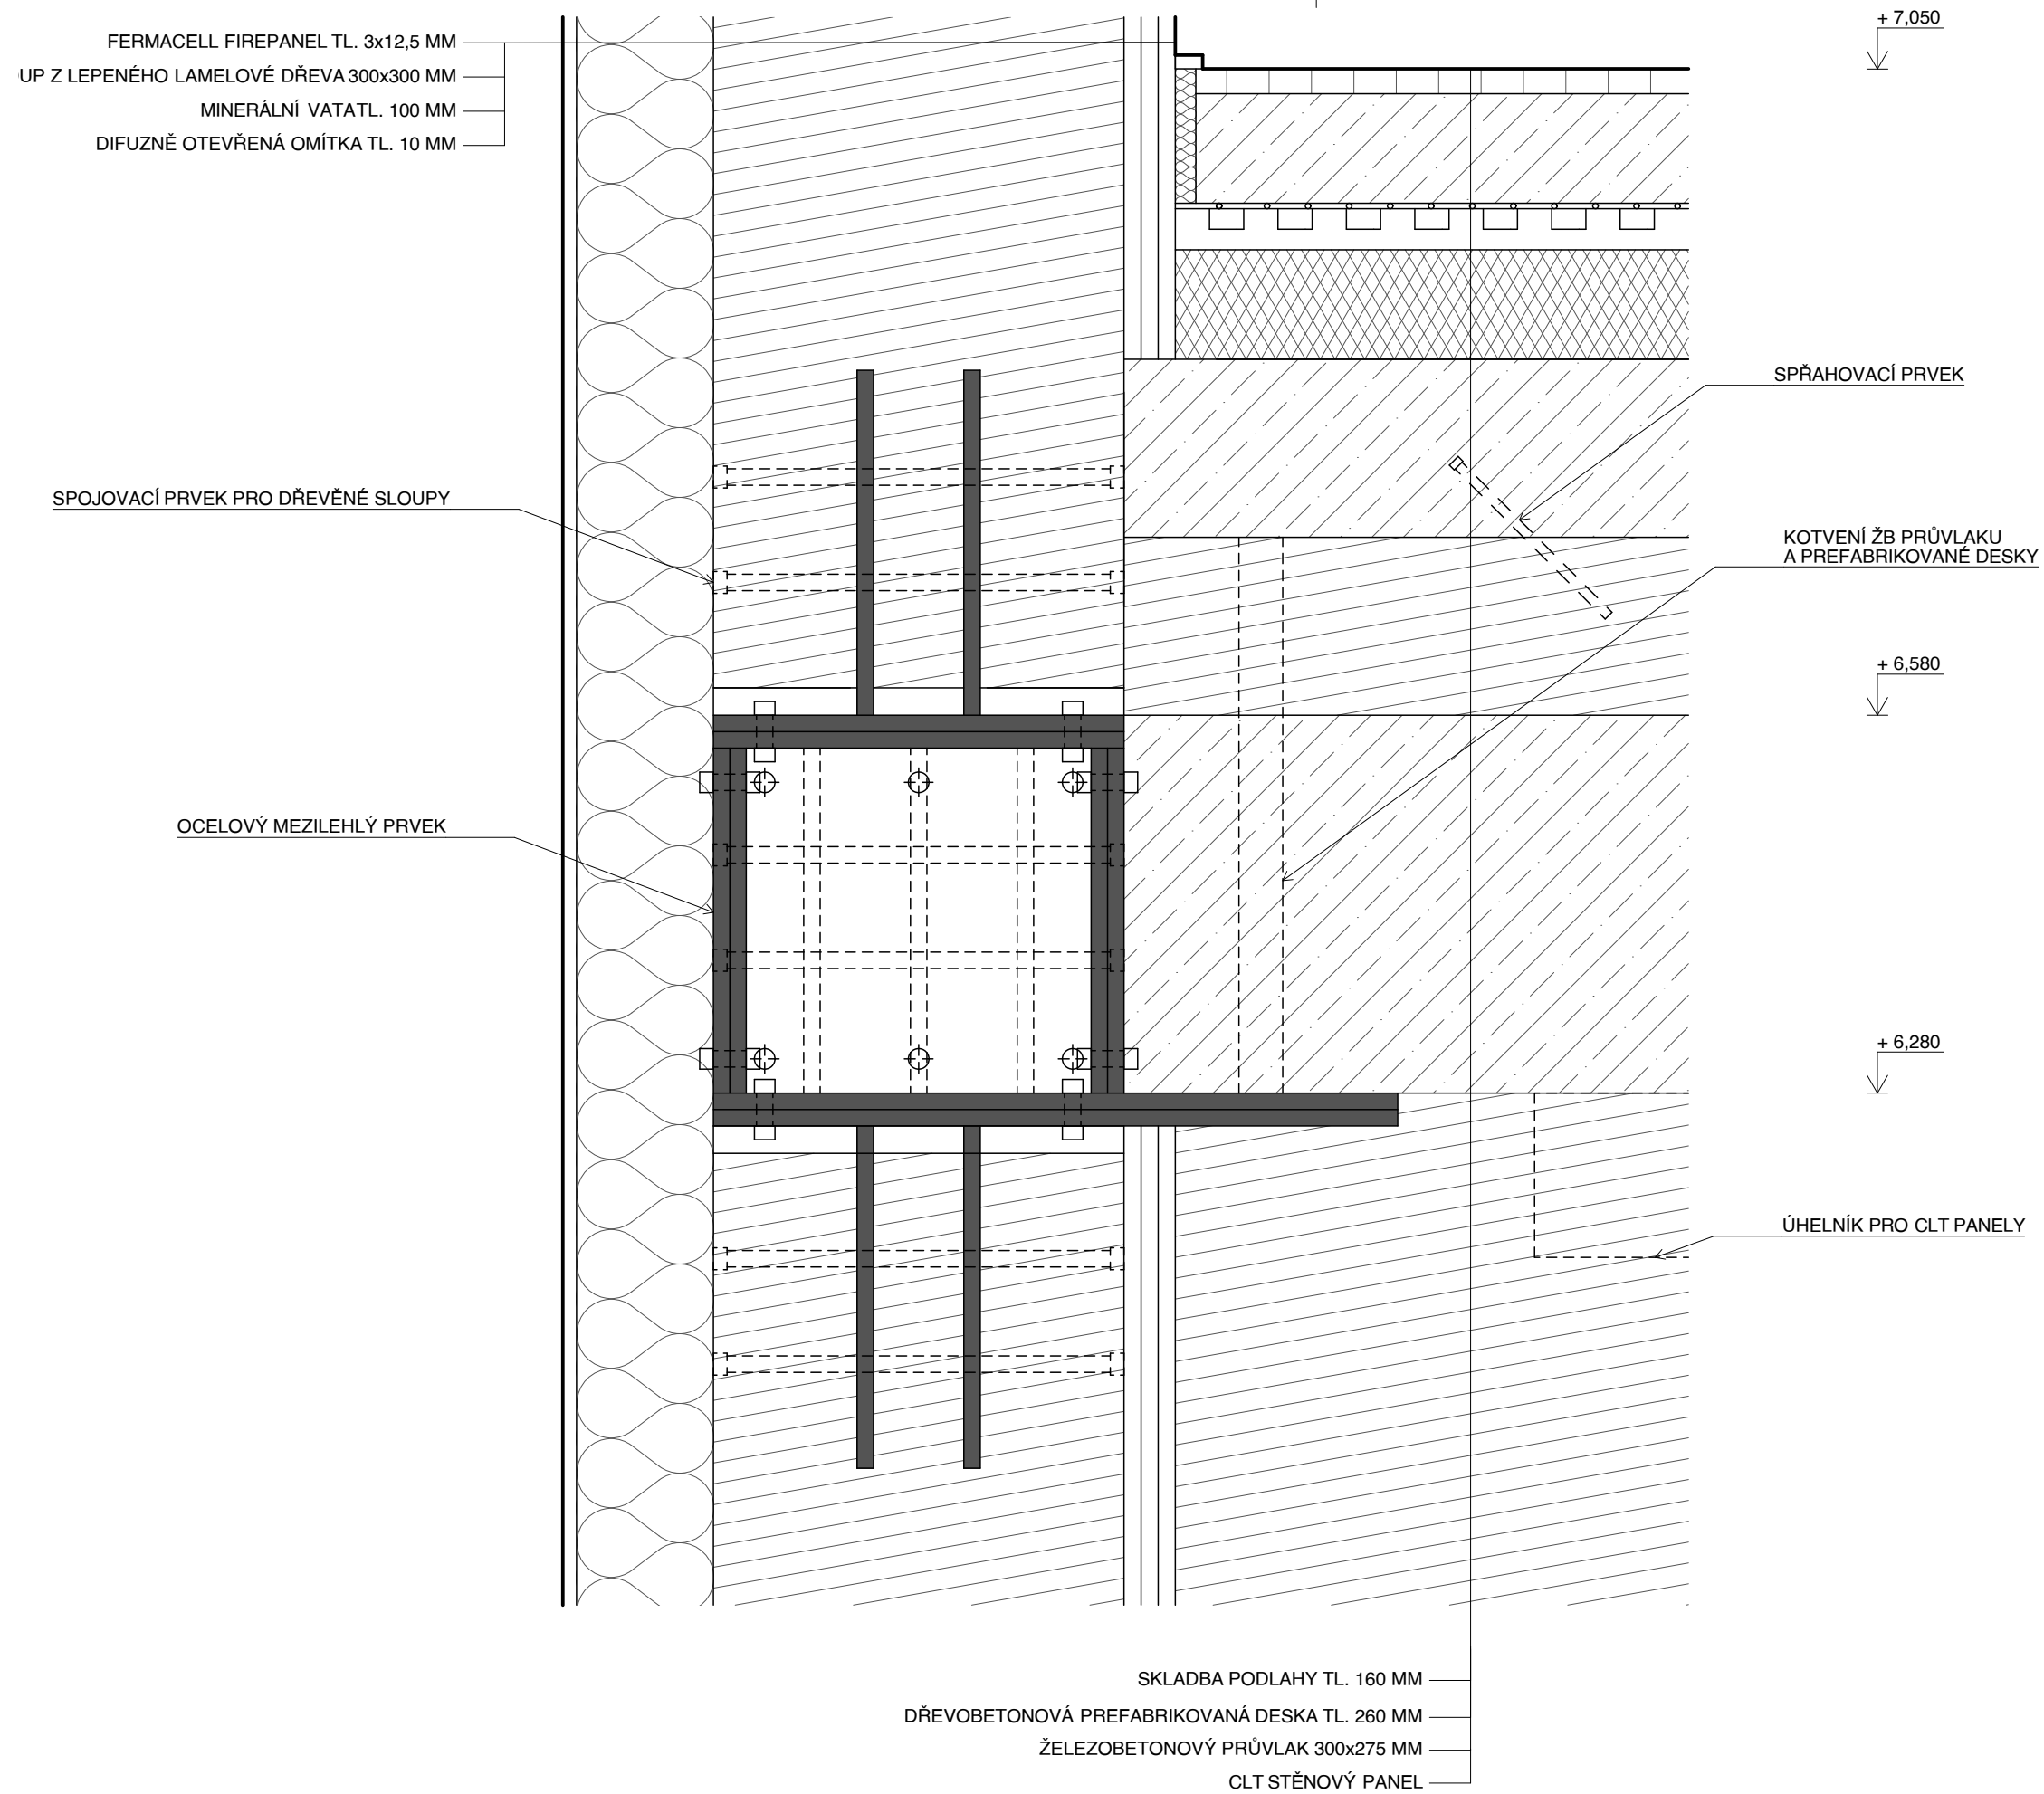 FERMACELL FIREPANEL TL. 3x12,5 MM
UP Z LEPENÉHO LAMELOVÉ DŘEVA 300x300 MM
MINERÁLNÍ VATATL. 100 MM
DIFUZNĚ OTEVŘENÁ OMÍTKA TL. 10 MM
+ 7,050
SPŘAHOVACÍ PRVEK
SPOJOVACÍ PRVEK PRO DŘEVĚNÉ SLOUPY
KOTVENÍ ŽB PRŮVLAKU
A PREFABRIKOVANÉ DESKY
+ 6,580
OCELOVÝ MEZILEHLÝ PRVEK
+ 6,280
ÚHELNÍK PRO CLT PANELY
SKLADBA PODLAHY TL. 160 MM
DŘEVOBETONOVÁ PREFABRIKOVANÁ DESKA TL. 260 MM
ŽELEZOBETONOVÝ PRŮVLAK 300x275 MM
CLT STĚNOVÝ PANEL